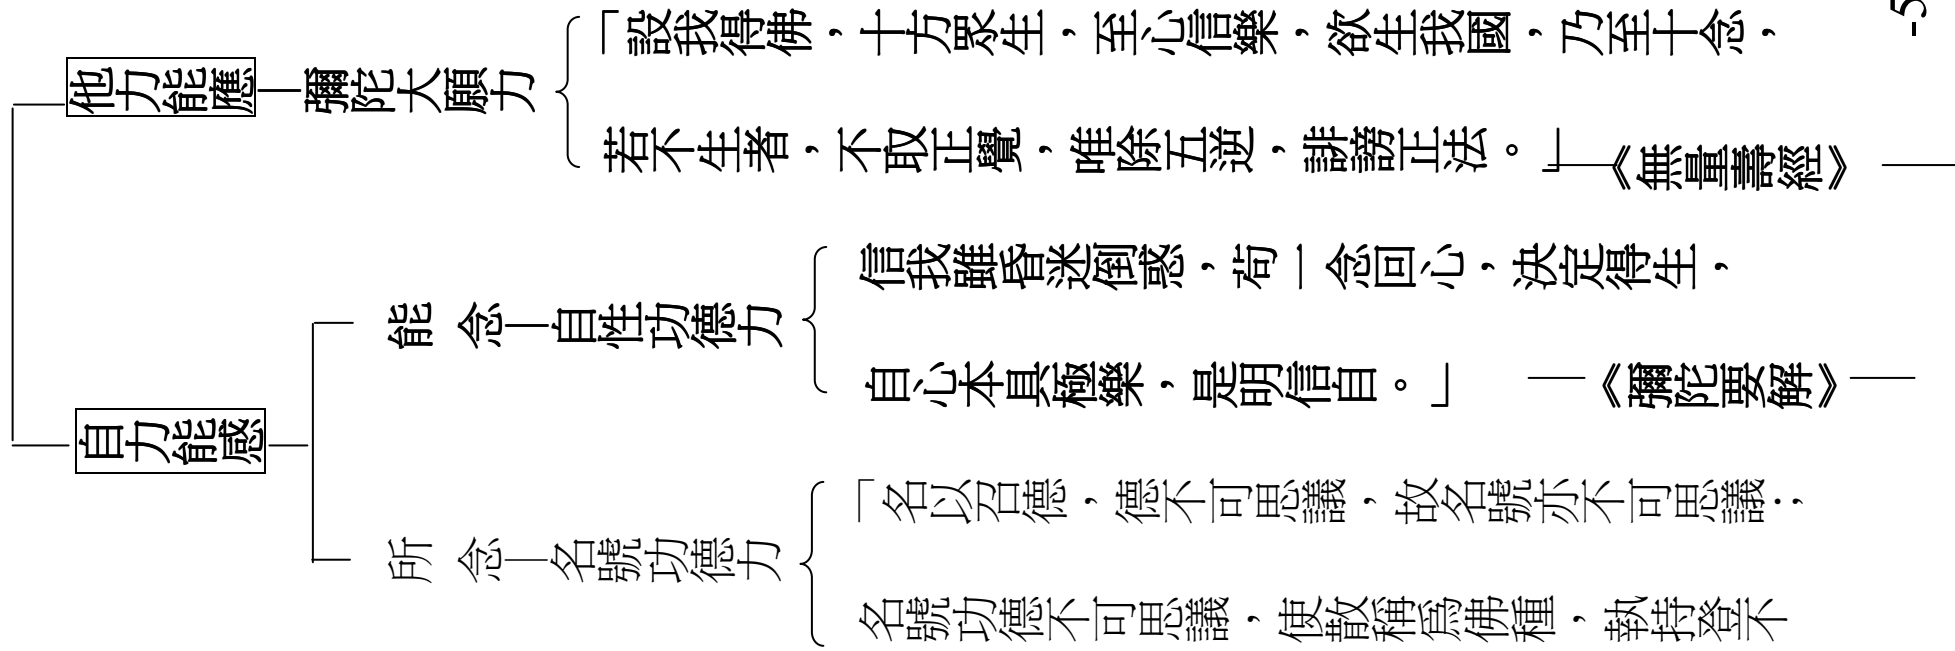 -5
他力能應—彌陀大願力
「設我得佛，十方眾生，至心信樂，欲生我國，乃至十念，
若不生者，不取正覺，唯除五逆，誹謗正法。」
——《無量壽經》——
自力能感
能 念—自性功德力
信我雖昏迷倒惑，苟一念回心，決定得生，
自心本具極樂，是明信自。」
——《彌陀要解》——
所 念—名號功德力
「名以召德，德不可思議，故名號亦不可思議；，
名號功德不可思議，使散稱為佛種，執持登不